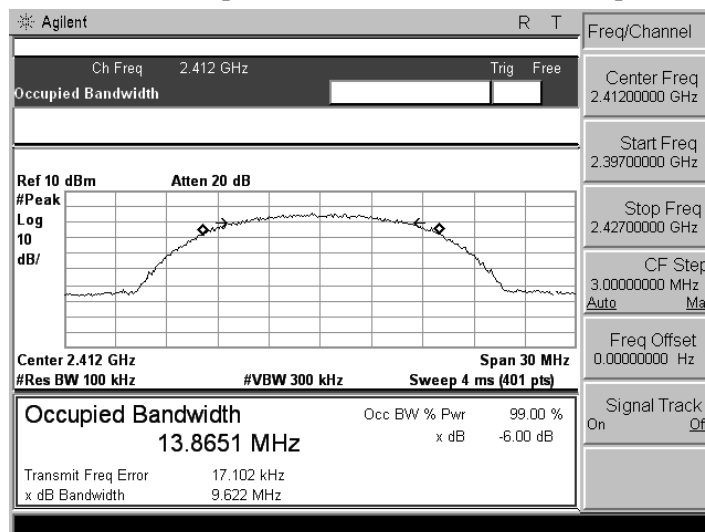 Agilent R T
Ch Freq 2.412 GHz Trig Free
Occupied Bandwidth
Ref 10 dBm Atten 20 dB
#Peak
Log
10
dB/
Center 2.412 GHz Span 30 MHz
#Res BW 100 kHz #VBW 300 kHz Sweep 4 ms (401 pts)
Occupied Bandwidth
13.8651 MHz
Occ BW % Pwr 99.00 %
x dB -6.00 dB
Transmit Freq Error 17.102 kHz
x dB Bandwidth 9.622 MHz
Freq/Channel
Center Freq
2.41200000 GHz
Start Freq
2.39700000 GHz
Stop Freq
2.42700000 GHz
CF Step
3.00000000 MHz
Auto Ma
Freq Offset
0.00000000 Hz
Signal Track
On Of